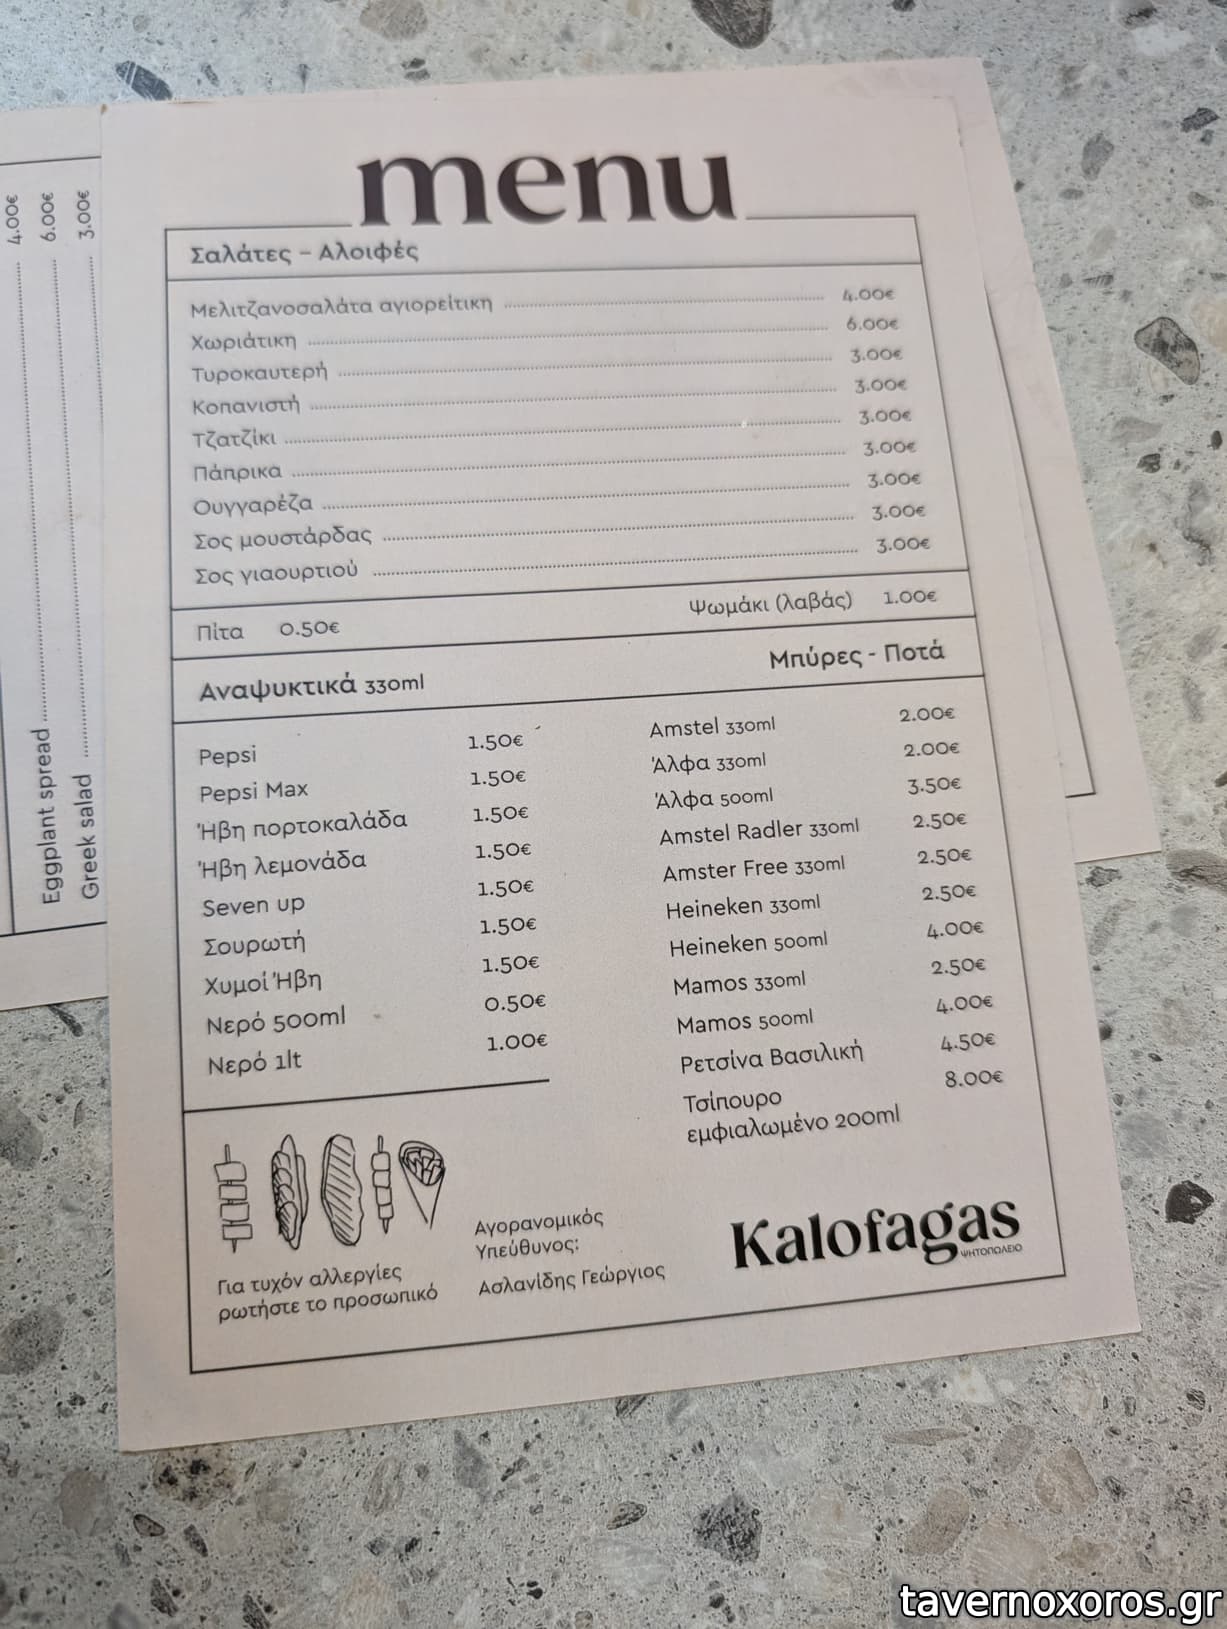 menu
Σαλάτες – Αλοιφές
Μελιτζανοσαλάτα αγιορείτικη 4.00€
Χωριάτικη 6.00€
Τυροκαυτερή 3.00€
Κοπανιστή 3.00€
Τζατζίκι 3.00€
Πάπρικα 3.00€
Ουγγαρέζα 3.00€
Σος μουστάρδας 3.00€
Σος γιαουρτιού 3.00€
Πίτα 0.50€ Ψωμάκι (λαβάς) 1.00€
Αναψυκτικά 330ml
Pepsi 1.50€
Pepsi Max 1.50€
Ήβη πορτοκαλάδα 1.50€
Ήβη λεμονάδα 1.50€
Seven up 1.50€
Σουρωτή 1.50€
Χυμοί Ήβη 1.50€
Νερό 500ml 0.50€
Νερό 1lt 1.00€
Μπύρες - Ποτά
Amstel 330ml 2.00€
Άλφα 330ml 2.00€
Άλφα 500ml 3.50€
Amstel Radler 330ml 2.50€
Amster Free 330ml 2.50€
Heineken 330ml 2.50€
Heineken 500ml 4.00€
Mamos 330ml 2.50€
Mamos 500ml 4.00€
Ρετσίνα Βασιλική 4.50€
Τσίπουρο 8.00€
εμφιαλωμένο 200ml
Για τυχόν αλλεργίες
ρωτήστε το προσωπικό
Αγορανομικός
Υπεύθυνος:
Ασλανίδης Γεώργιος
Kalofagas
ΨΗΤΟΠΩΛΕΙΟ
4.00€
Eggplant spread 6.00€
Greek salad 3.00€
tavernoxoros.gr